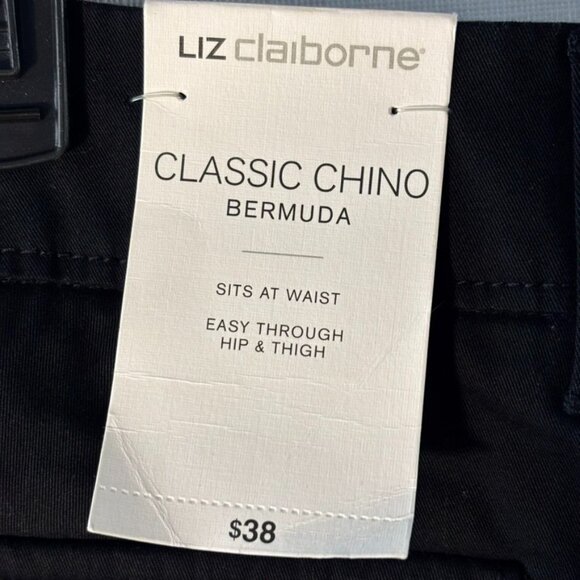 LIZ claiborne®
CLASSIC CHINO
BERMUDA
SITS AT WAIST
EASY THROUGH
HIP & THIGH
$38